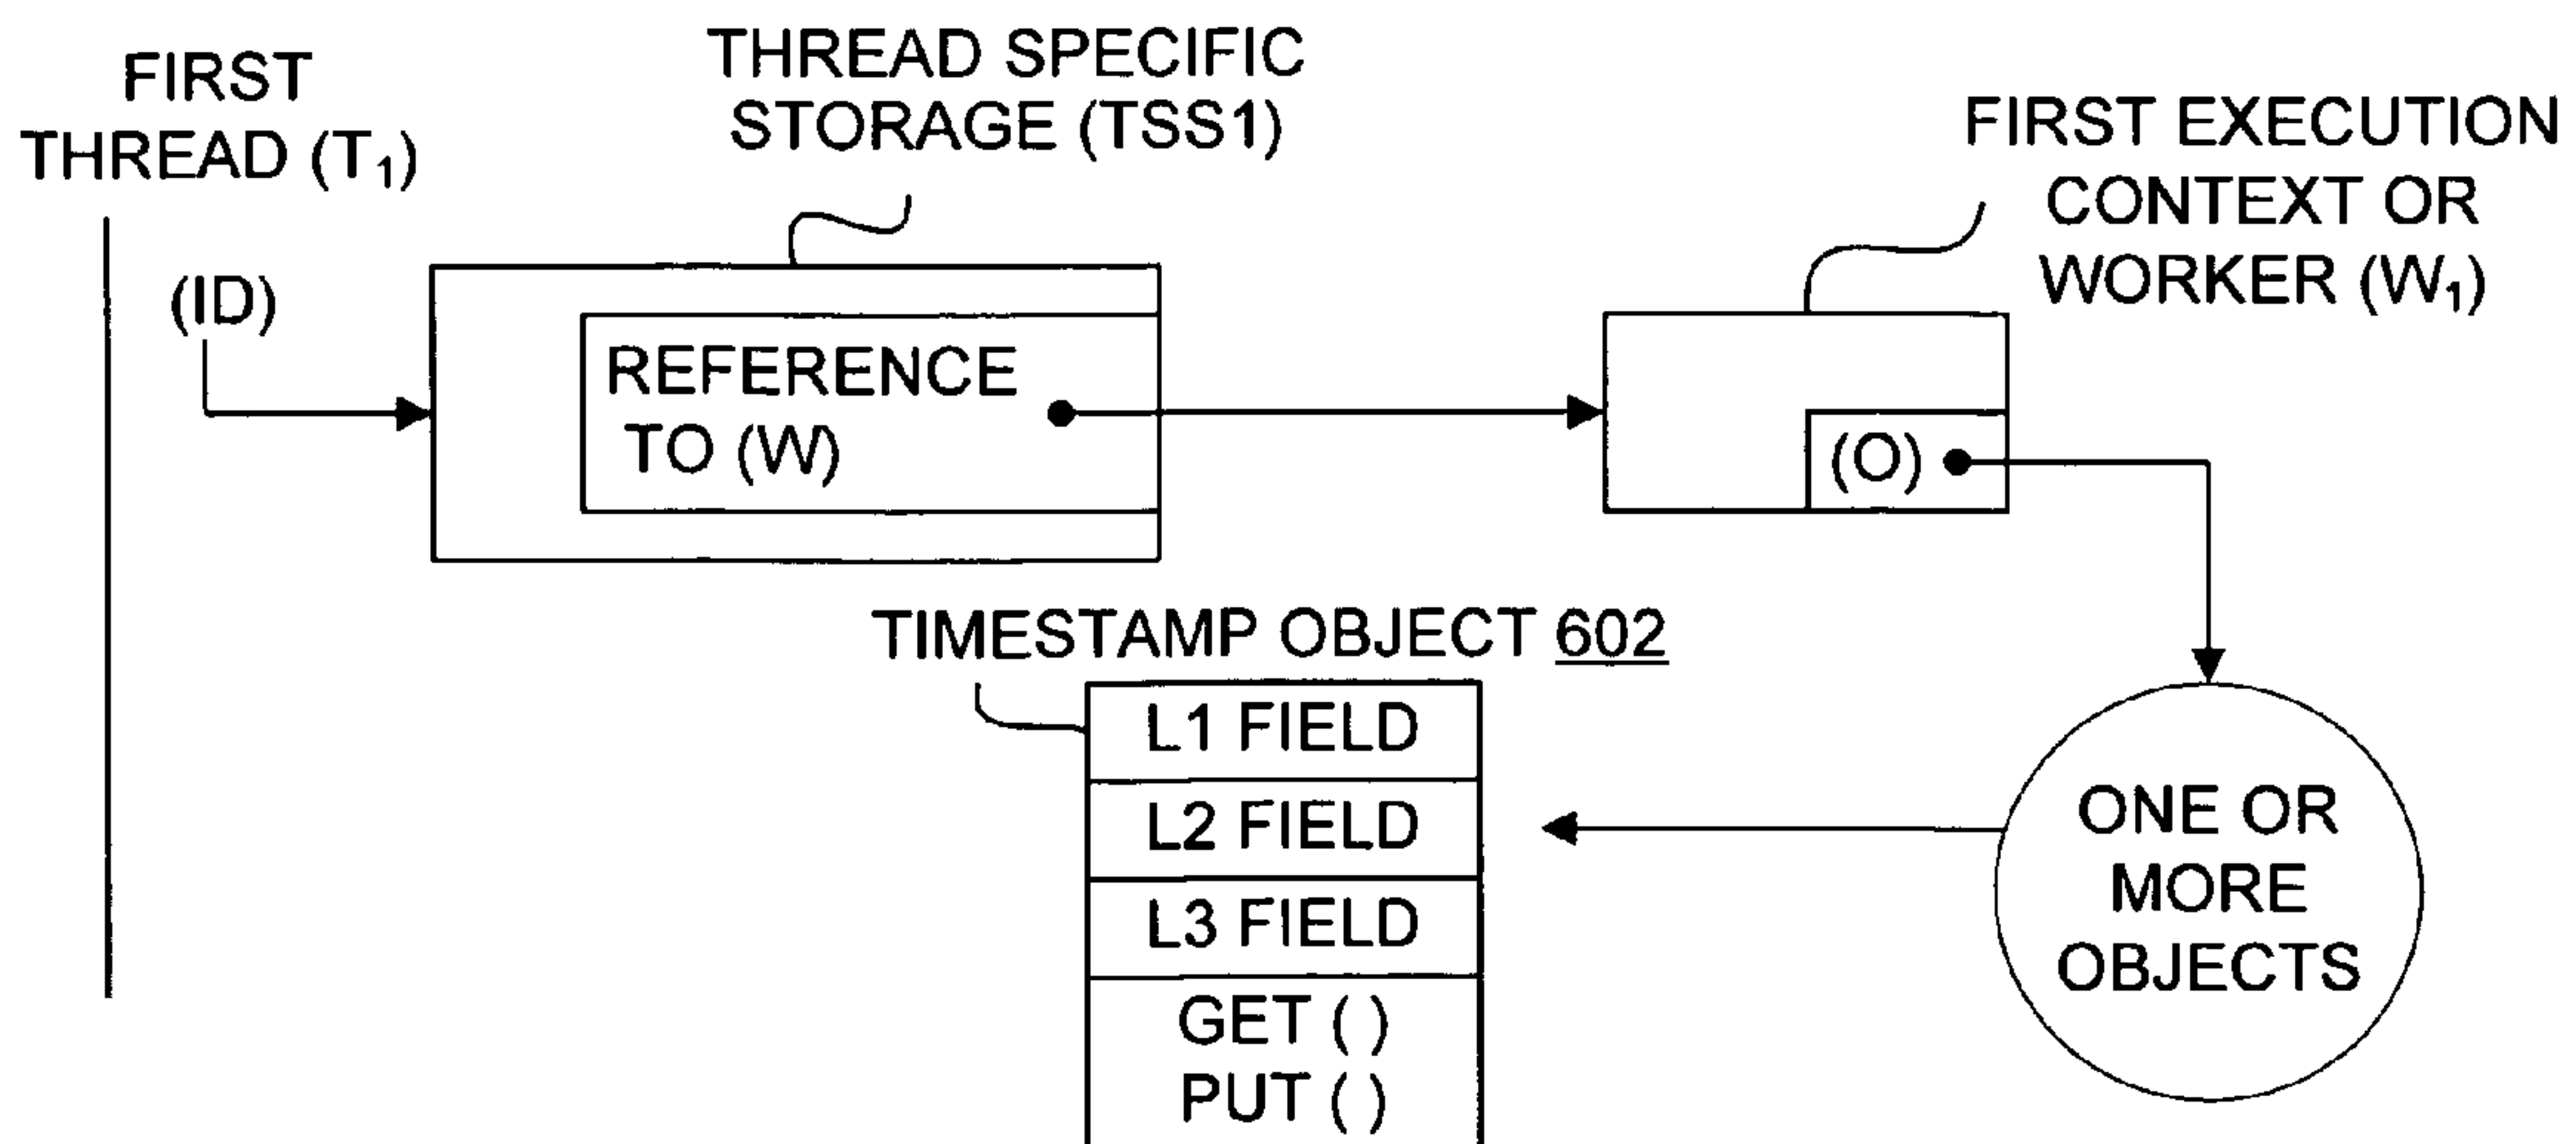 FIRST
THREAD (T₁)
THREAD SPECIFIC
STORAGE (TSS1)
FIRST EXECUTION
CONTEXT OR
WORKER (W₁)
(ID)
REFERENCE
TO (W)
(O)
TIMESTAMP OBJECT 602
L1 FIELD
L2 FIELD
L3 FIELD
GET ( )
PUT ( )
ONE OR
MORE
OBJECTS